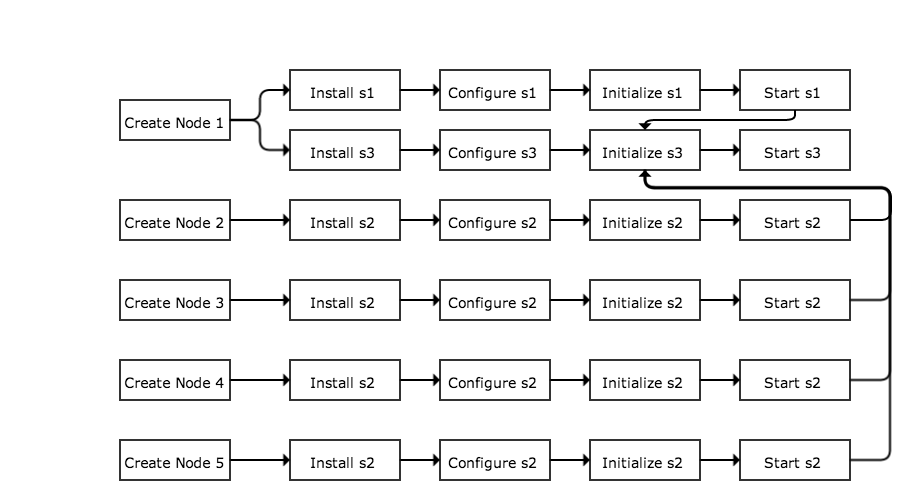 Install s1
Configure s1
Initialize s1
Start s1
Create Node 1
Install s3
Configure s3
Initialize s3
Start s3
Create Node 2
Install s2
Configure s2
Initialize s2
Start s2
Create Node 3
Install s2
Configure s2
Initialize s2
Start s2
Create Node 4
Install s2
Configure s2
Initialize s2
Start s2
Create Node 5
Install s2
Configure s2
Initialize s2
Start s2